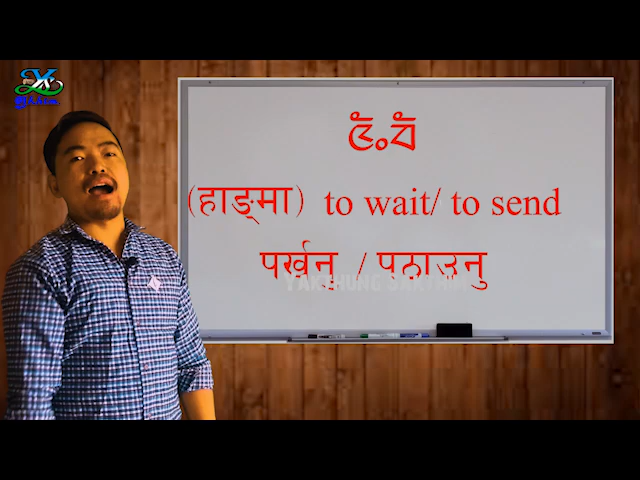 ᤜᤠᤱᤔᤠ
(हाङ्मा) to wait/ to send
पर्खनु / पठाउनु